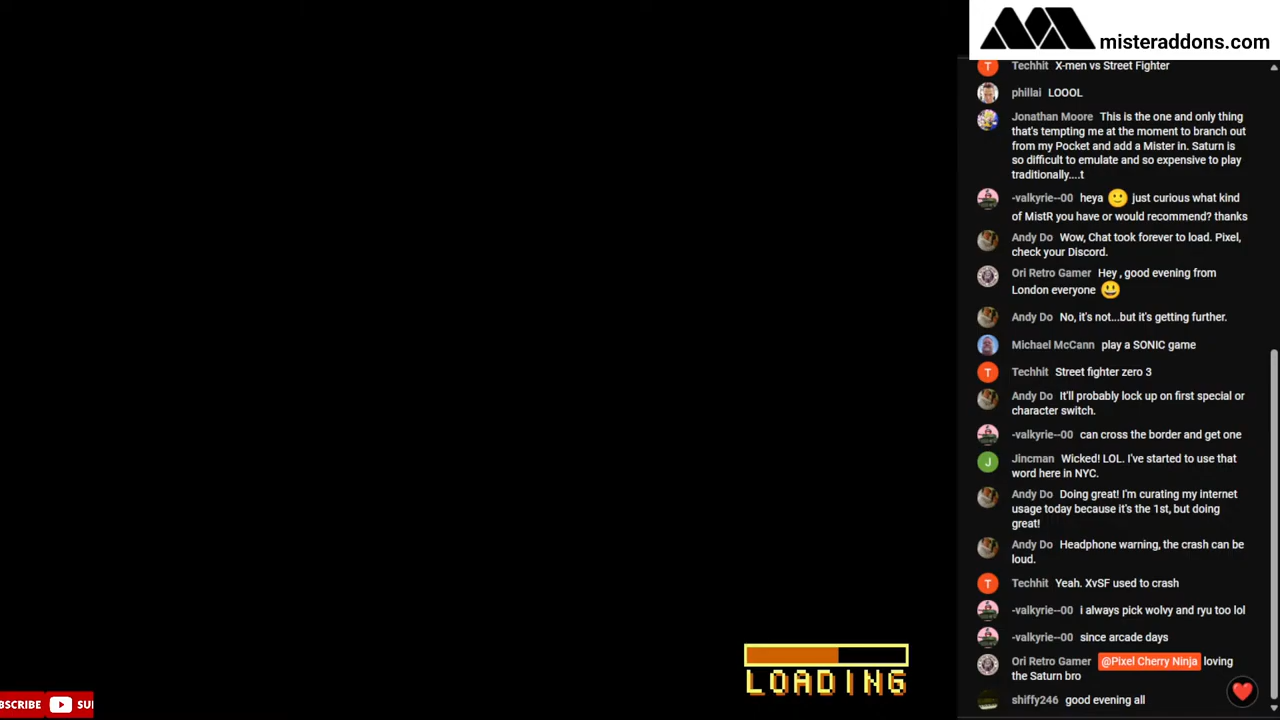 misteraddons.com
Techhit X-men vs Street Fighter
phillai LOOOL
Jonathan Moore This is the one and only thing
that's tempting me at the moment to branch out
from my Pocket and add a Mister in. Saturn is
so difficult to emulate and so expensive to play
traditionally....t
-valkyrie--00 heya 🙂 just curious what kind
of MistR you have or would recommend? thanks
Andy Do Wow, Chat took forever to load. Pixel,
check your Discord.
Ori Retro Gamer Hey , good evening from
London everyone 😃
Andy Do No, it's not...but it's getting further.
Michael McCann play a SONIC game
T Techhit Street fighter zero 3
Andy Do It'll probably lock up on first special or
character switch.
-valkyrie--00 can cross the border and get one
J Jincman Wicked! LOL. I've started to use that
word here in NYC.
Andy Do Doing great! I'm curating my internet
usage today because it's the 1st, but doing
great!
Andy Do Headphone warning, the crash can be
loud.
T Techhit Yeah. XvSF used to crash
-valkyrie--00 i always pick wolvy and ryu too lol
-valkyrie--00 since arcade days
Ori Retro Gamer @Pixel Cherry Ninja loving
the Saturn bro
shiffy246 good evening all
LOADING
SCRIBE SU